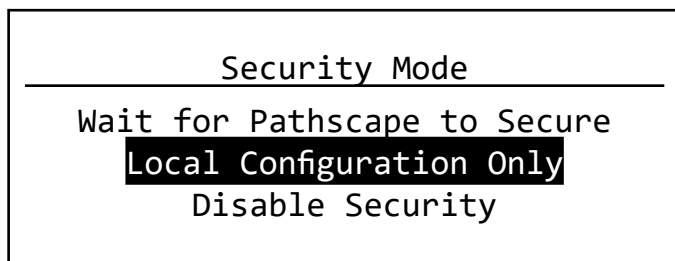 Security Mode
Wait for Pathscape to Secure
Local Configuration Only
Disable Security